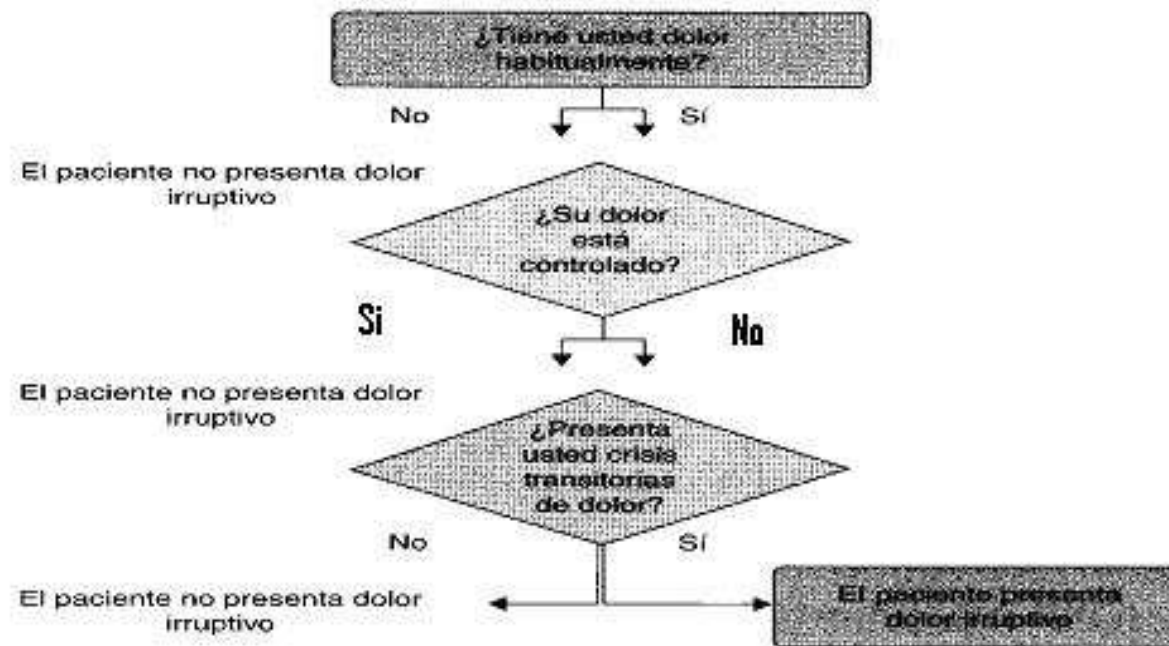 ¿Tiene usted dolor
habitualmente?
No
Sí
El paciente no presenta dolor
irruptivo
¿Su dolor
está
controlado?
Si
No
El paciente no presenta dolor
irruptivo
¿Presenta
usted crisis
transitorias
de dolor?
No
Sí
El paciente no presenta dolor
irruptivo
El paciente presenta
dolor irruptivo